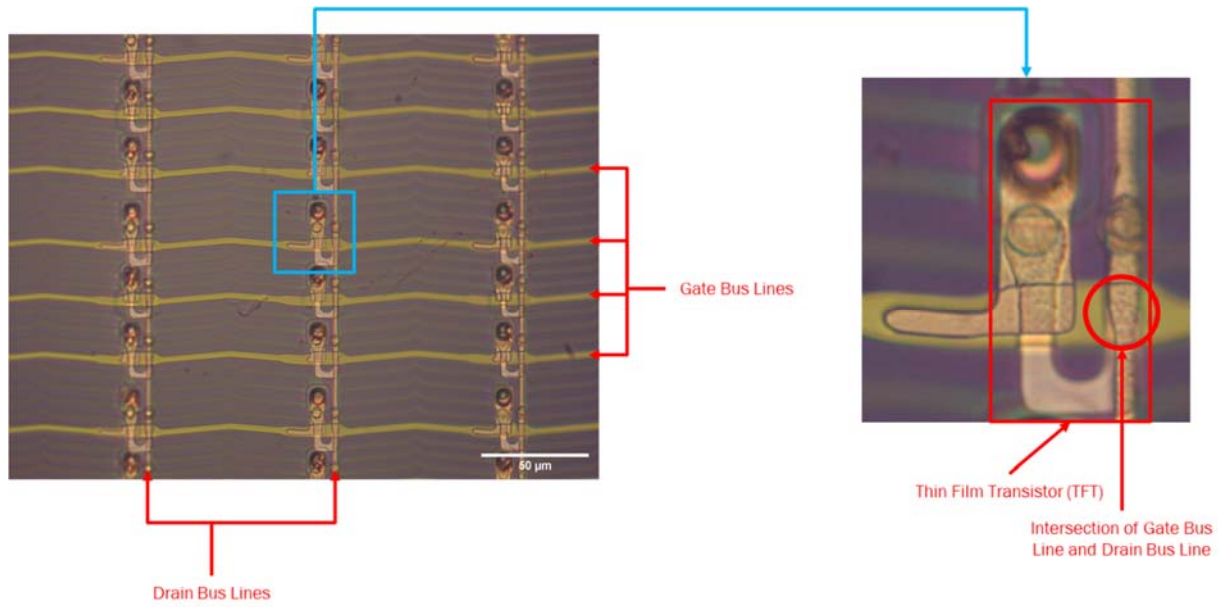 Gate Bus Lines
50 µm
Drain Bus Lines
Thin Film Transistor (TFT)
Intersection of Gate Bus
Line and Drain Bus Line